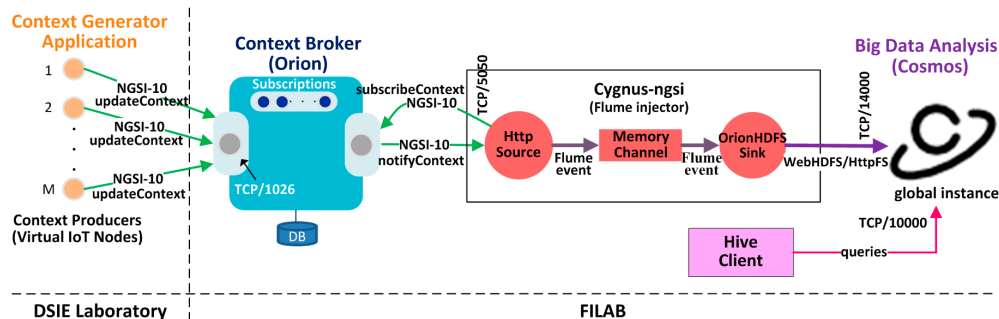 Context Generator
Application
1
NGSI-10
updateContext
2
NGSI-10
updateContext
M
NGSI-10
updateContext
Context Producers
(Virtual IoT Nodes)
Context Broker
(Orion)
Subscriptions
TCP/1026
DB
subscribeContext
NGSI-10
NGSI-10
notifyContext
TCP/5050
Cygnus-ngsi
(Flume injector)
Http
Source
Flume
event
Memory
Channel
Flume
event
OrionHDFS
Sink
WebHDFS/HttpFS
TCP/14000
Big Data Analysis
(Cosmos)
global instance
TCP/10000
Hive
Client
queries
DSIE Laboratory
FILAB